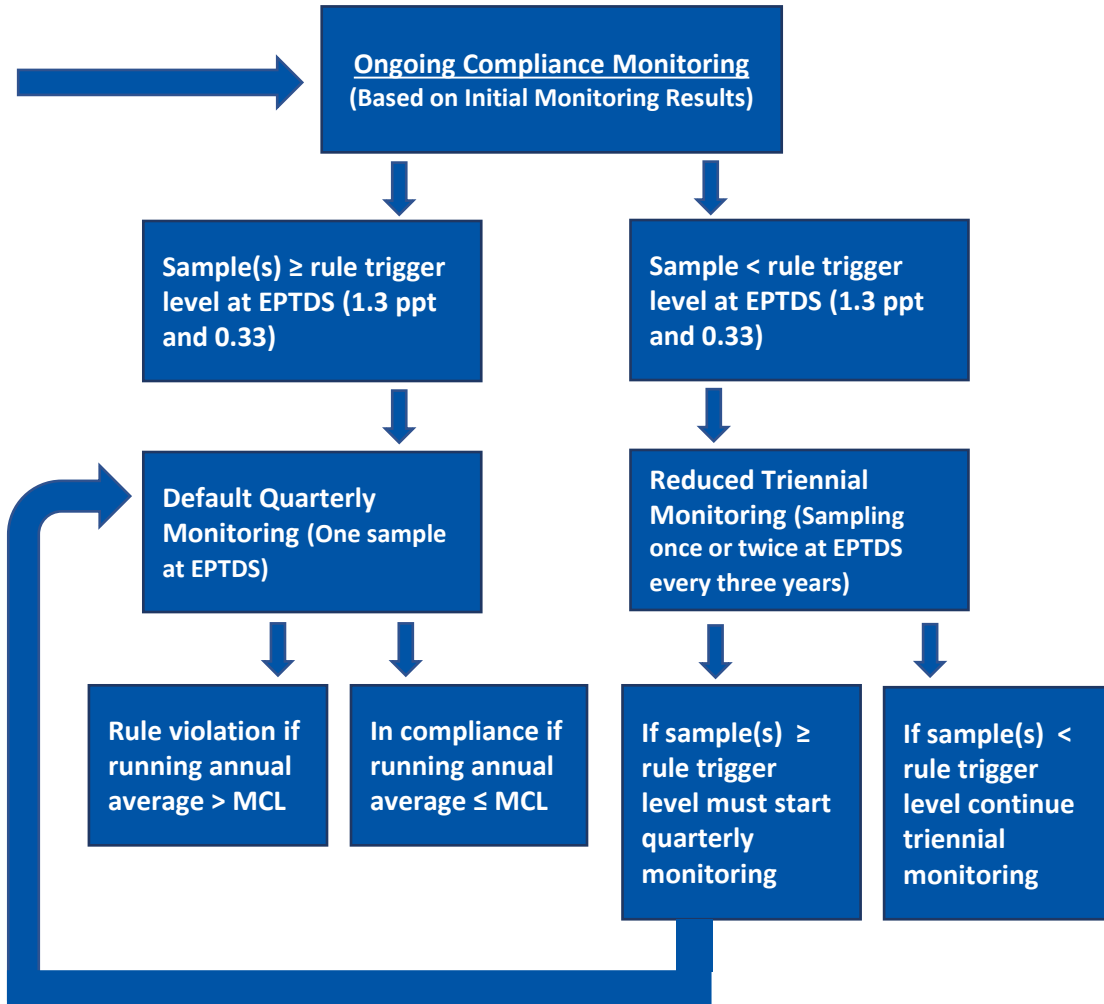 Ongoing Compliance Monitoring
(Based on Initial Monitoring Results)
Sample(s) ≥ rule trigger
level at EPTDS (1.3 ppt
and 0.33)
Sample < rule trigger
level at EPTDS (1.3 ppt
and 0.33)
Default Quarterly
Monitoring (One sample
at EPTDS)
Reduced Triennial
Monitoring (Sampling
once or twice at EPTDS
every three years)
Rule violation if
running annual
average > MCL
In compliance if
running annual
average ≤ MCL
If sample(s) ≥
rule trigger
level must start
quarterly
monitoring
If sample(s) <
rule trigger
level continue
triennial
monitoring